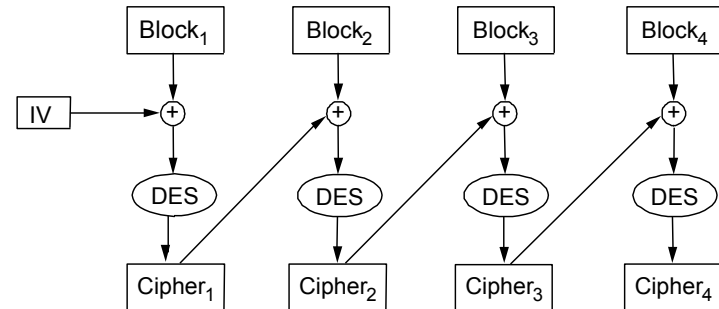 Block₁ Block₂ Block₃ Block₄
IV + + + +
DES DES DES DES
Cipher₁ Cipher₂ Cipher₃ Cipher₄